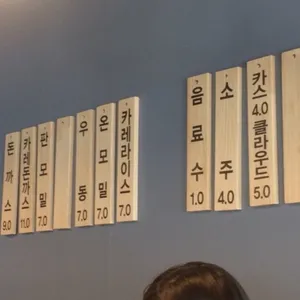 돈까스 9.0
카레돈까스 11.0
판모밀 7.0
우동 7.0
온모밀 7.0
카레라이스 7.0
음료수 1.0
소주 4.0
카스 4.0
클라우드 5.0